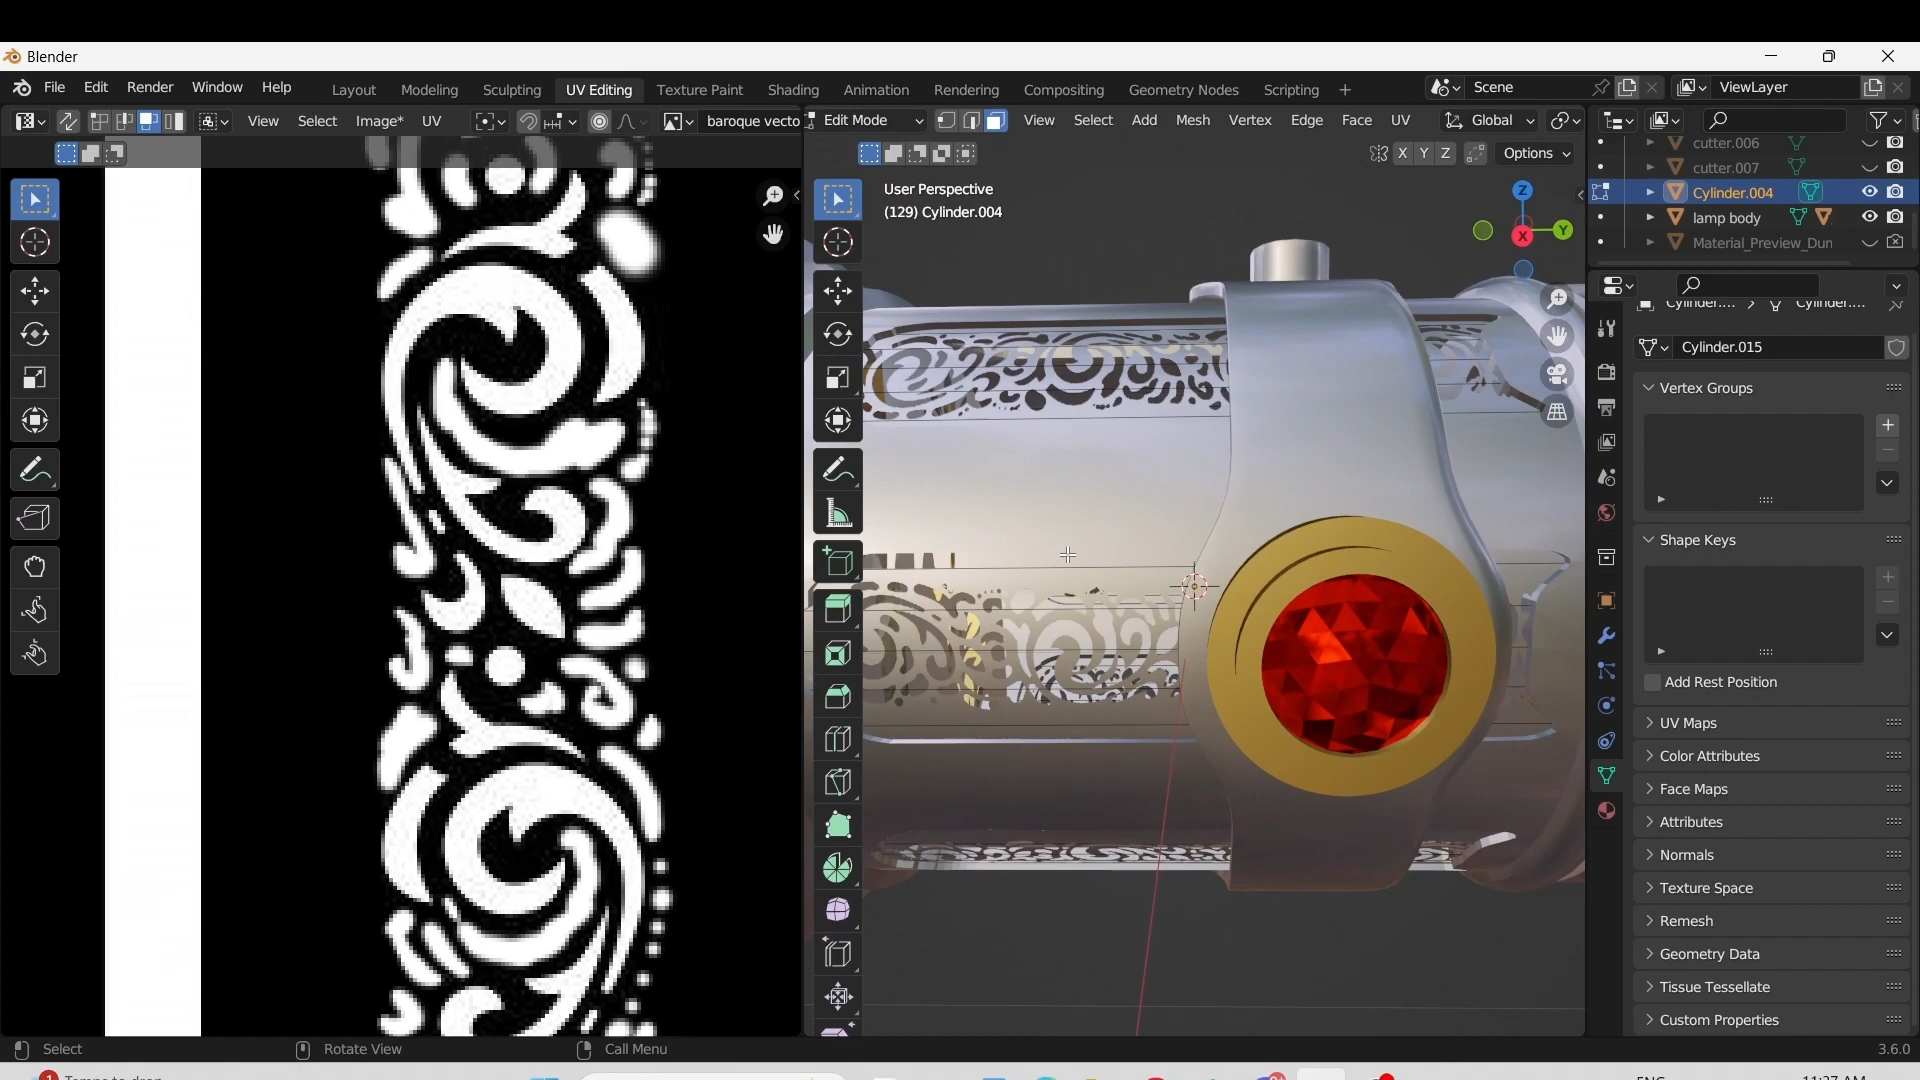 Blender
File Edit Render Window Help
Layout Modeling Sculpting UV Editing Texture Paint Shading Animation Rendering Compositing Geometry Nodes Scripting +
Scene
ViewLayer
View Select Image* UV
baroque vecto
Edit Mode
View Select Add Mesh Vertex Edge Face UV
Global
X Y Z
Options
User Perspective
(129) Cylinder.004
Z
Y
X
cutter.006
cutter.007
Cylinder.004
lamp body
Material_Preview_Dun
Cylinder.... > Cylinder....
Cylinder.015
Vertex Groups
Shape Keys
Add Rest Position
UV Maps
Color Attributes
Face Maps
Attributes
Normals
Texture Space
Remesh
Geometry Data
Tissue Tessellate
Custom Properties
Select
Rotate View
Call Menu
3.6.0
1